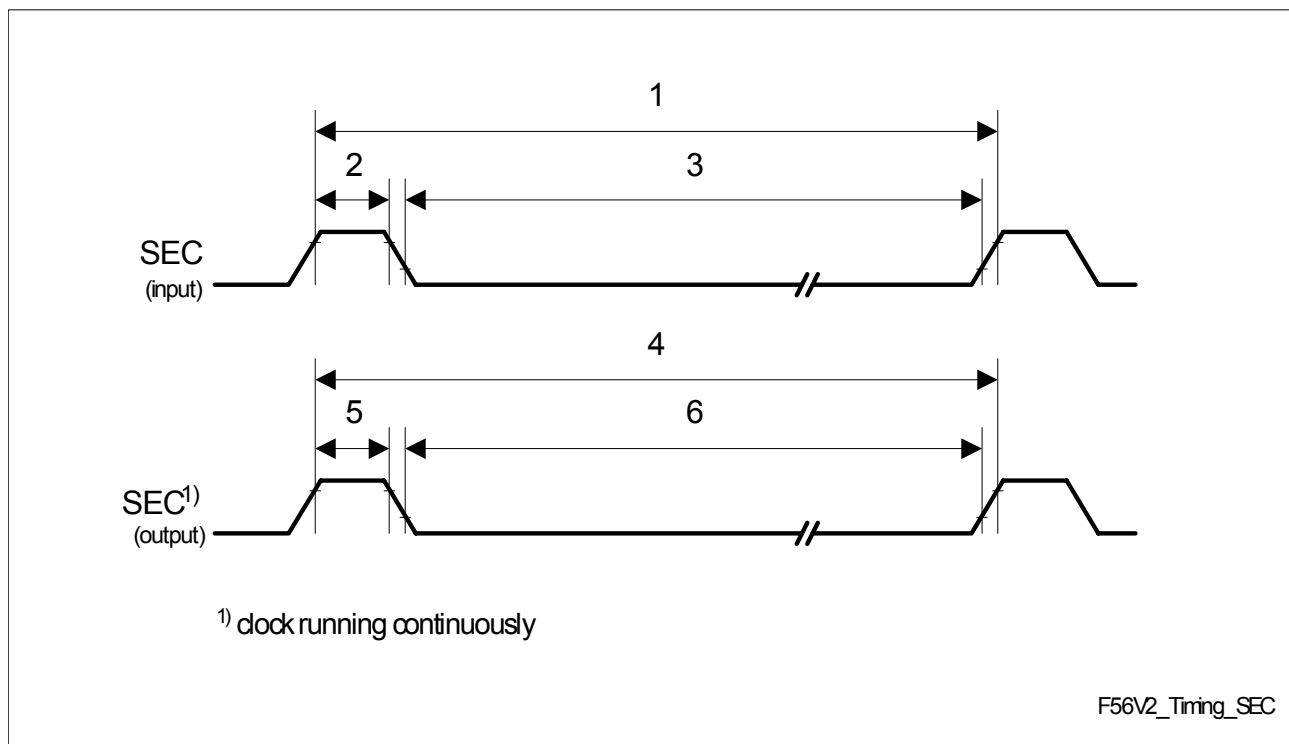 1
2 3
SEC
(input)
4
5 6
SEC¹⁾
(output)
¹⁾ clock running continuously
F56V2_Timing_SEC